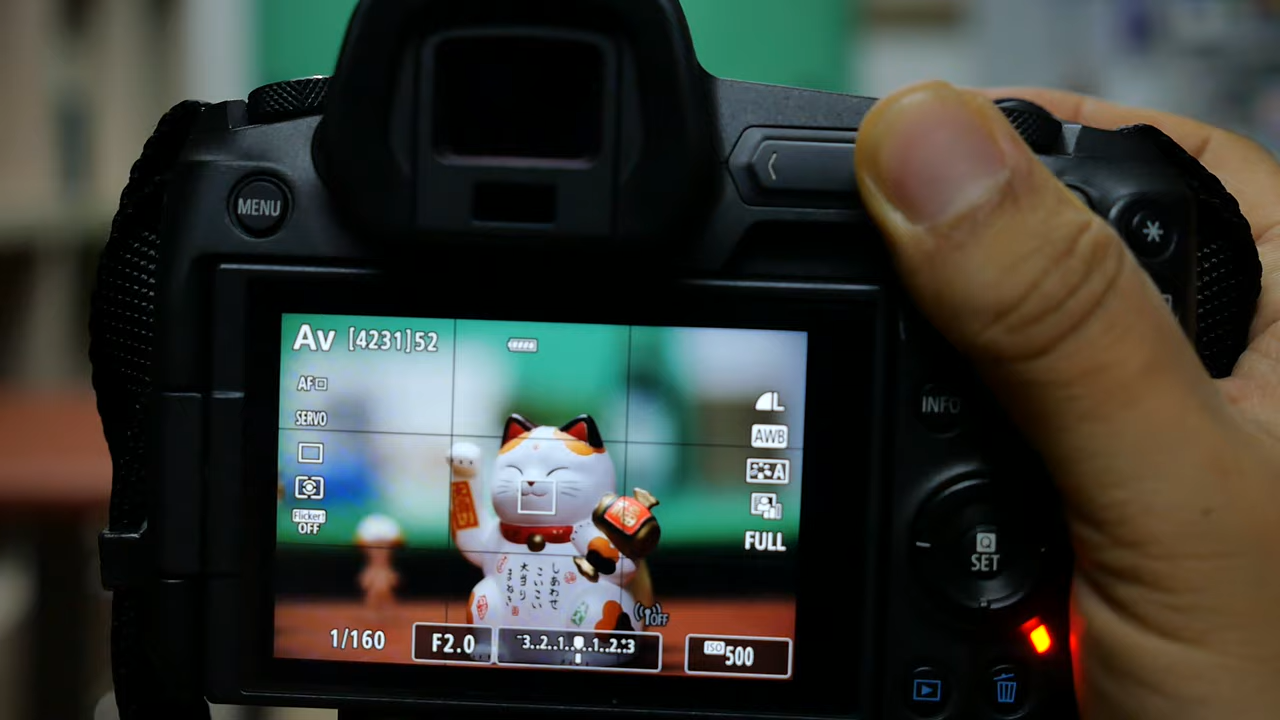 MENU
Av [4231]52
AF
SERVO
Flicker!
OFF
L
AWB
A
FULL
しあわせ
こいこい
大当り
まねき
OFF
1/160
F2.0
-3..2..1..0..1..2.+3
ISO 500
INFO
Q
SET